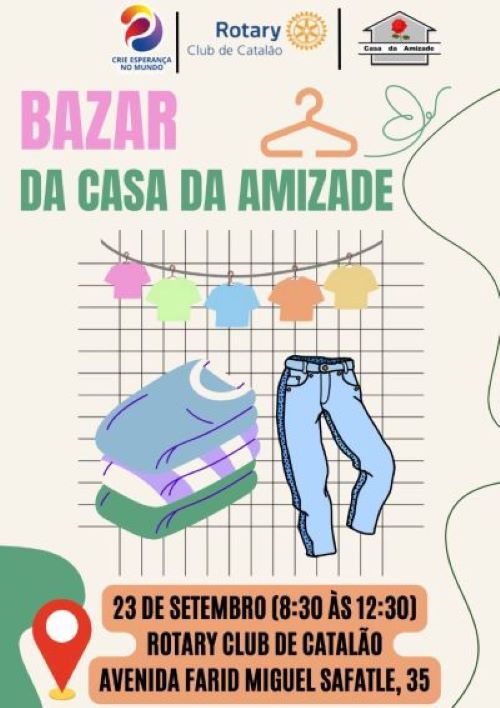 CRIE ESPERANÇA
NO MUNDO
Rotary
Club de Catalão
Casa da Amizade
BAZAR
DA CASA DA AMIZADE
23 DE SETEMBRO (8:30 ÀS 12:30)
ROTARY CLUB DE CATALÃO
AVENIDA FARID MIGUEL SAFATLE, 35